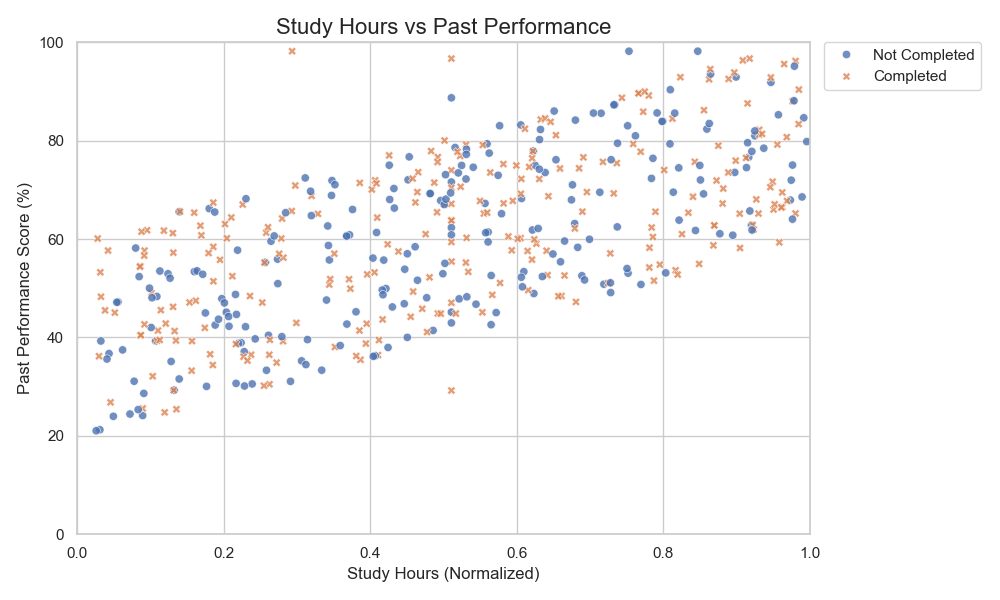 Study Hours vs Past Performance
Not Completed
Completed
Past Performance Score (%)
100
80
60
40
20
0
0.0 0.2 0.4 0.6 0.8 1.0
Study Hours (Normalized)